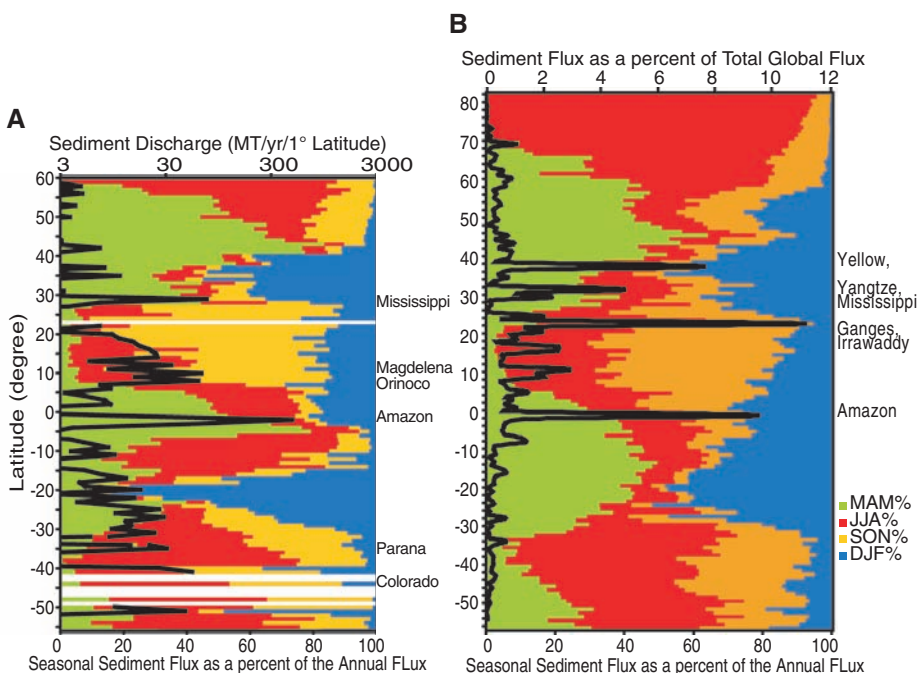 A
Sediment Discharge (MT/yr/1° Latitude)
3 30 300 3000
60
50
40
30
20
10
0
-10
-20
-30
-40
-50
Latitude (degree)
Mississippi
Magdelena
Orinoco
Amazon
Parana
Colorado
0 20 40 60 80 100
Seasonal Sediment Flux as a percent of the Annual FLux
B
Sediment Flux as a percent of Total Global Flux
0 2 4 6 8 10 12
80
70
60
50
40
30
20
10
0
-10
-20
-30
-40
-50
Yellow,
Yangtze,
Mississippi
Ganges,
Irrawaddy
Amazon
MAM%
JJA%
SON%
DJF%
0 20 40 60 80 100
Seasonal Sediment Flux as a percent of the Annual FLux